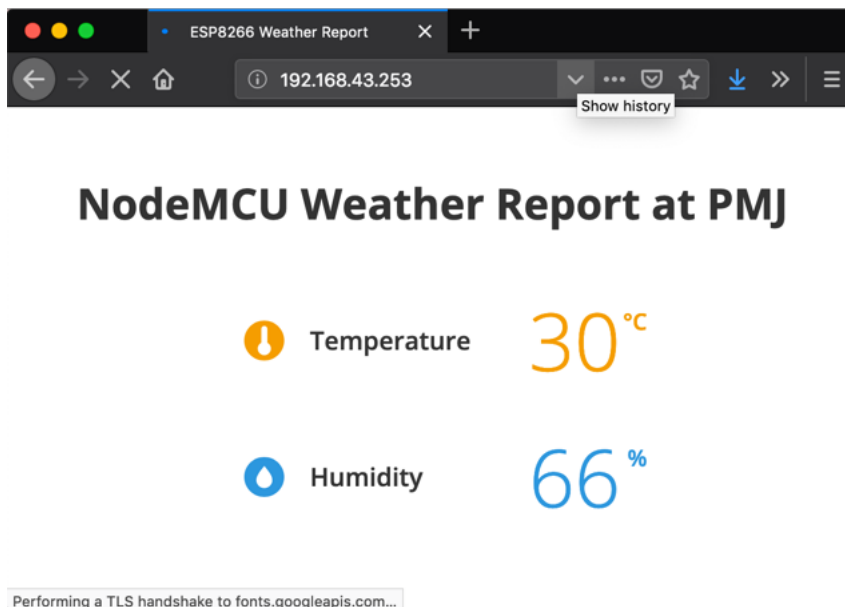 ESP8266 Weather Report
192.168.43.253
Show history
NodeMCU Weather Report at PMJ
Temperature 30 °C
Humidity 66 %
Performing a TLS handshake to fonts.googleapis.com...